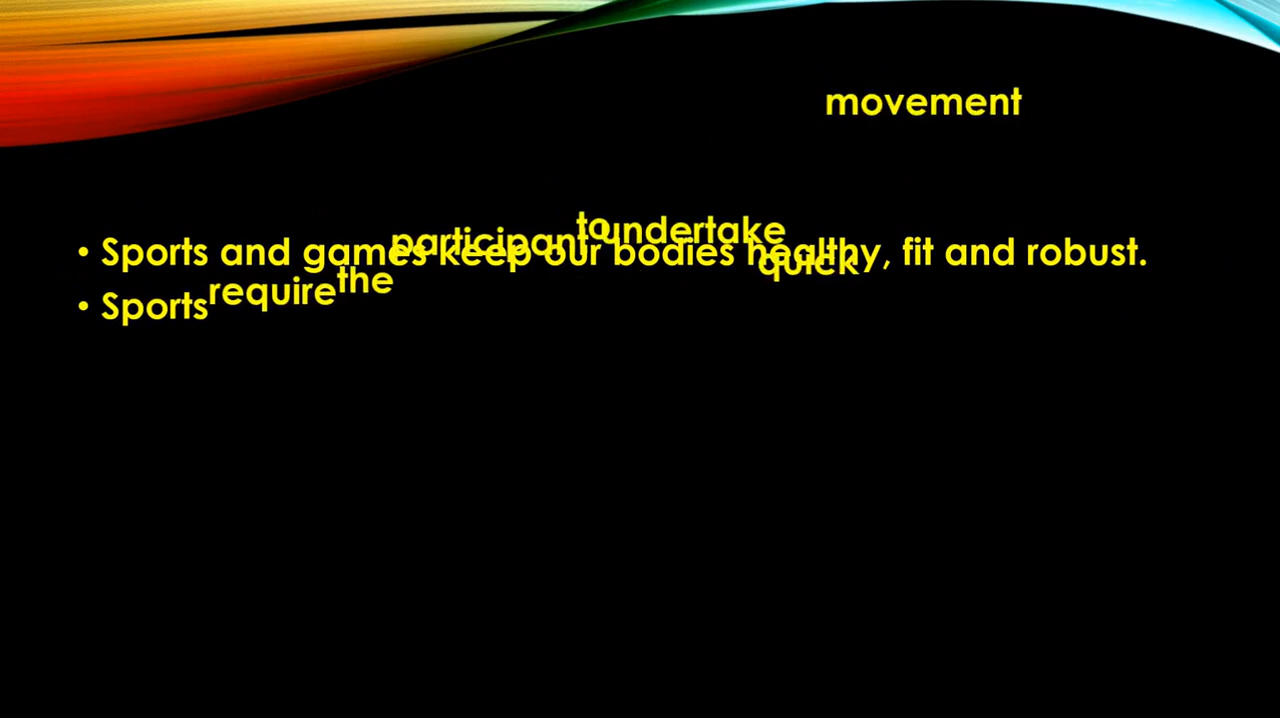 • Sports and games keep our bodies healthy, fit and robust.
• Sports require the participant to undertake quick movement